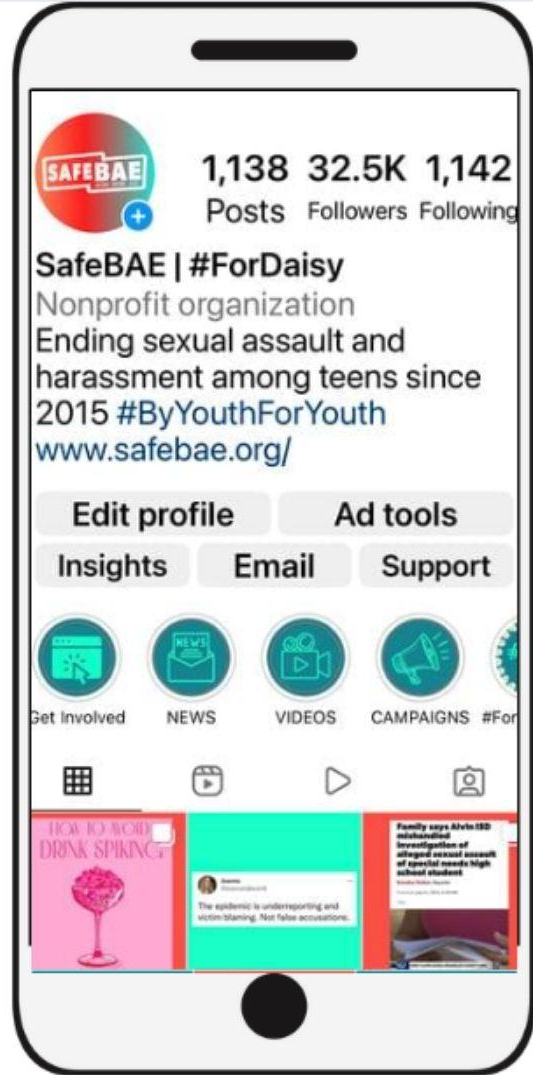 SAFEBAE
1,138 32.5K 1,142
Posts Followers Following
SafeBAE | #ForDaisy
Nonprofit organization
Ending sexual assault and
harassment among teens since
2015 #ByYouthForYouth
www.safebae.org/
Edit profile Ad tools
Insights Email Support
NEWS
Get Involved NEWS VIDEOS CAMPAIGNS #For
HOW TO AVOID
DRINK SPIKING
The epidemic is underreporting and
victim blaming. Not false accusations.
Family says Alvin ISD
mishandled
investigation of
alleged sexual assault
of special needs high
school student